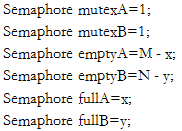 Semaphore mutexA=1;
Semaphore mutexB=1;
Semaphore emptyA=M - x;
Semaphore emptyB=N - y;
Semaphore fullA=x;
Semaphore fullB=y;